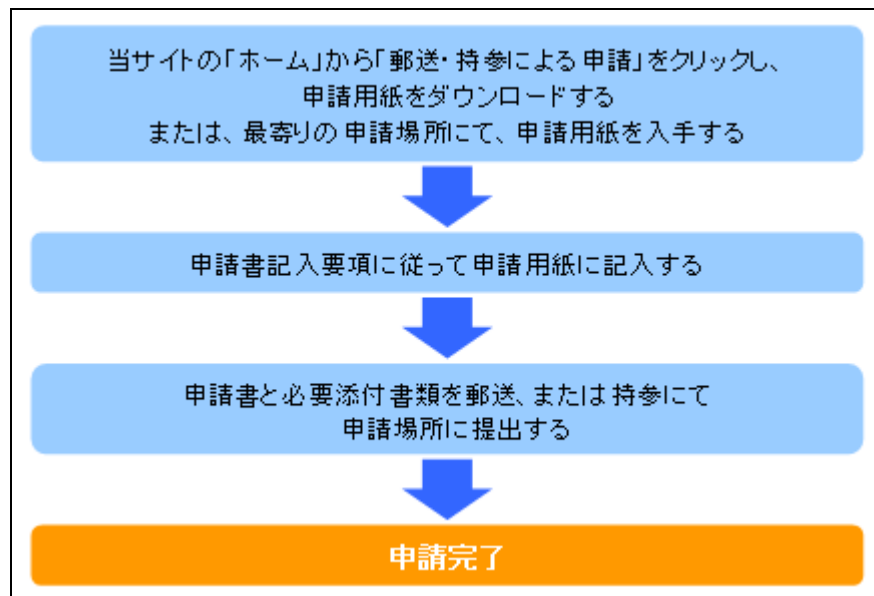 当サイトの「ホーム」から「郵送・持参による申請」をクリックし、
申請用紙をダウンロードする
または、最寄りの申請場所にて、申請用紙を入手する
申請書記入要項に従って申請用紙に記入する
申請書と必要添付書類を郵送、または持参にて
申請場所に提出する
申請完了